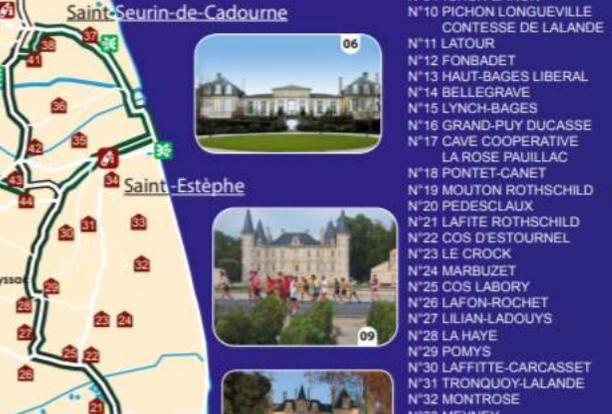 Saint-Seurin-de-Cadourne
37
38
41
36
35
42
34
Saint-Estèphe
43
44
33
31
30
32
29
28
23 24
27
25 22
26
21
06
09
N°10 PICHON LONGUEVILLE
CONTESSE DE LALANDE
N°11 LATOUR
N°12 FONBADET
N°13 HAUT-BAGES LIBERAL
N°14 BELLEGRAVE
N°15 LYNCH-BAGES
N°16 GRAND-PUY DUCASSE
N°17 CAVE COOPERATIVE
LA ROSE PAUILLAC
N°18 PONTET-CANET
N°19 MOUTON ROTHSCHILD
N°20 PEDESCLAUX
N°21 LAFITE ROTHSCHILD
N°22 COS D'ESTOURNEL
N°23 LE CROCK
N°24 MARBUZET
N°25 COS LABORY
N°26 LAFON-ROCHET
N°27 LILIAN-LADOUYS
N°28 LA HAYE
N°29 POMYS
N°30 LAFFITTE-CARCASSET
N°31 TRONQUOY-LALANDE
N°32 MONTROSE